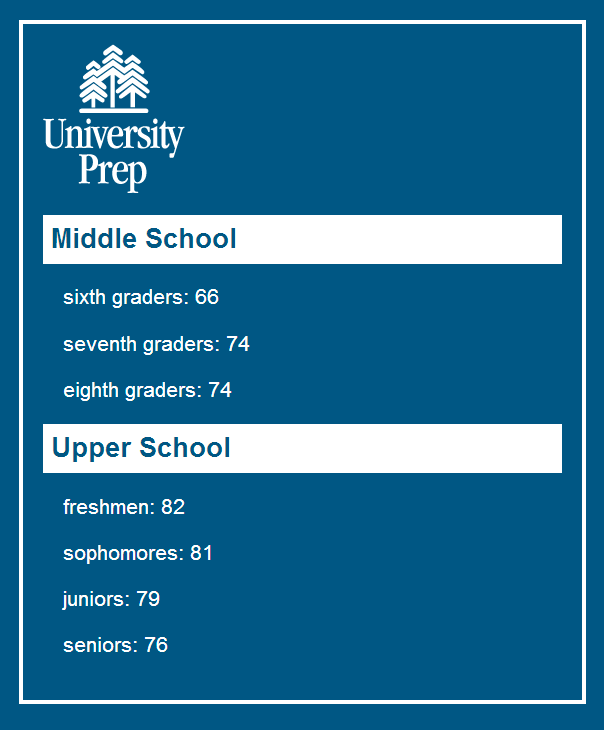 University
Prep
Middle School
sixth graders: 66
seventh graders: 74
eighth graders: 74
Upper School
freshmen: 82
sophomores: 81
juniors: 79
seniors: 76